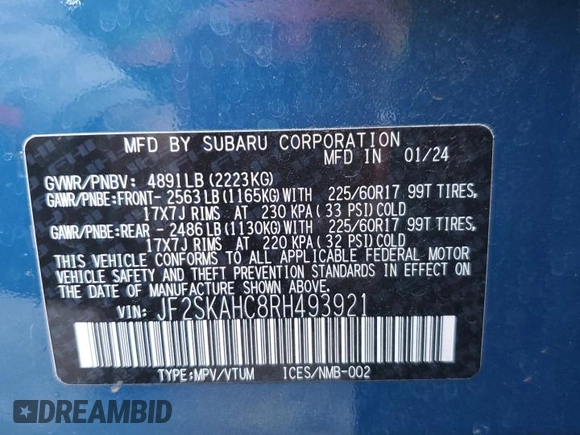 MFD BY SUBARU CORPORATION
MFD IN 01/24
GVWR/PNBV: 4891LB (2223KG)
GAWR/PNBE:FRONT- 2563LB (1165KG)WITH 225/60R17 99T TIRES,
17X7J RIMS AT 230 KPA (33 PSI)COLD
GAWR/PNBE:REAR - 2486LB (1130KG)WITH 225/60R17 99T TIRES,
17X7J RIMS AT 220 KPA (32 PSI)COLD
THIS VEHICLE CONFORMS TO ALL APPLICABLE FEDERAL MOTOR
VEHICLE SAFETY AND THEFT PREVENTION STANDARDS IN EFFECT ON
THE DATE OF MANUFACTURE SHOWN ABOVE.
VIN: JF2SKAHC8RH493921
TYPE:MPV/VTUM ICES/NMB-002
DREAMBID